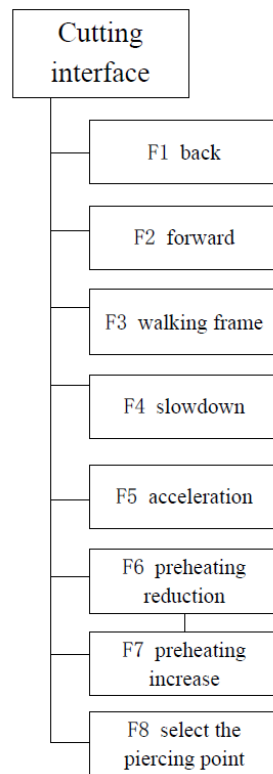 Cutting
interface
F1 back
F2 forward
F3 walking frame
F4 slowdown
F5 acceleration
F6 preheating
reduction
F7 preheating
increase
F8 select the
piercing point